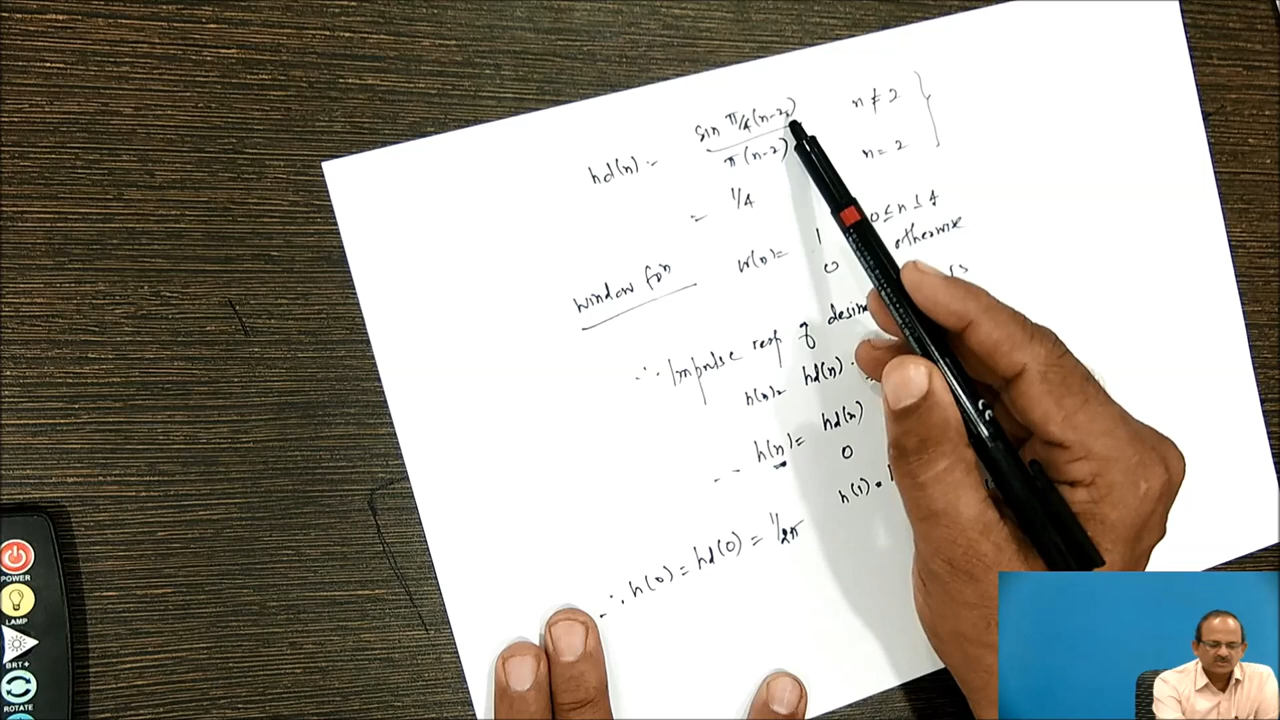 hd(n) = sin π/4(n-2) / π(n-2) n ≠ 2
= 1/4 n = 2
window fon w(n) = 1 0 ≤ n ≤ 4
0 otherwise
∴ Impulse resp of
h(n) = hd(n) .
∴ h(n) = hd(n)
0
h(1) =
∴ h(0) = hd(0) = 1/2π
POWER
LAMP
BRT+
ROTATE